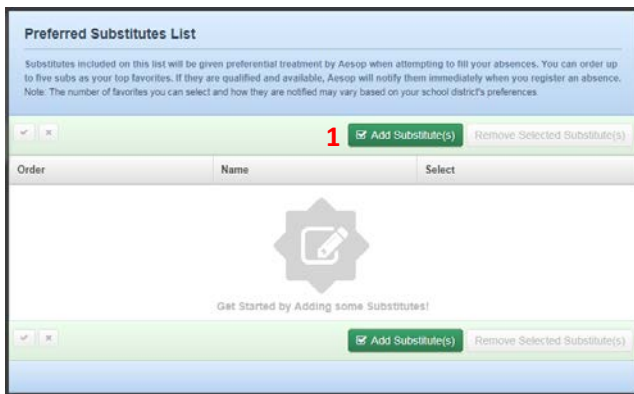 Preferred Substitutes List
Substitutes included on this list will be given preferential treatment by Aesop when attempting to fill your absences. You can order up
to five subs as your top favorites. If they are qualified and available, Aesop will notify them immediately when you register an absence.
Note: The number of favorites you can select and how they are notified may vary based on your school district's preferences
1 Add Substitute(s) Remove Selected Substitute(s)
Order Name Select
Get Started by Adding some Substitutes!
Add Substitute(s) Remove Selected Substitute(s)